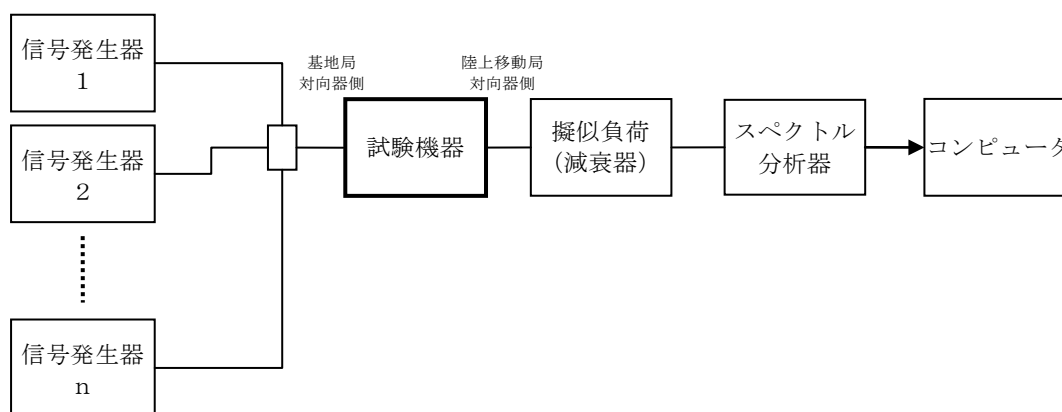 信号発生器
1
信号発生器
2
信号発生器
n
基地局
対向器側
試験機器
陸上移動局
対向器側
擬似負荷
(減衰器)
スペクトル
分析器
コンピュータ